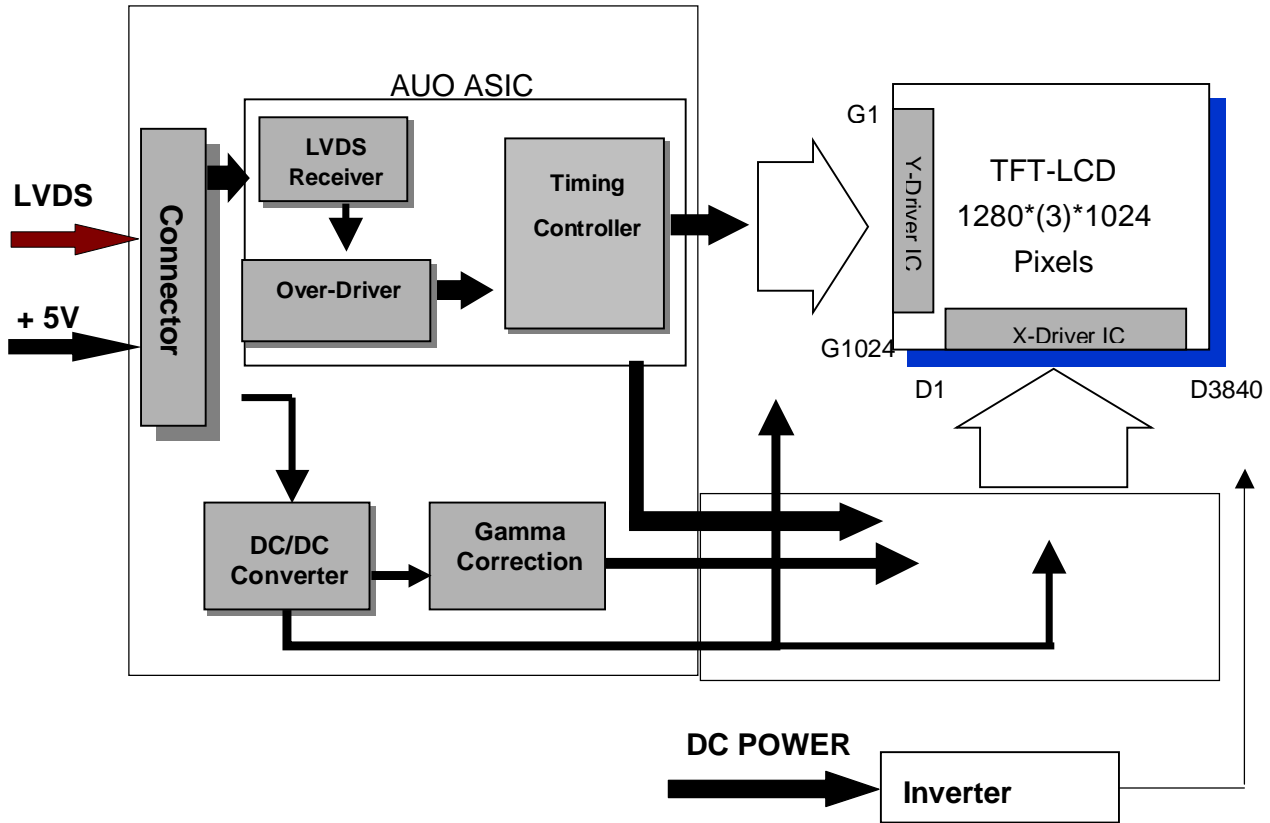 AUO ASIC
LVDS
+ 5V
Connector
LVDS
Receiver
Over-Driver
Timing
Controller
DC/DC
Converter
Gamma
Correction
G1
Y-Driver IC
TFT-LCD
1280*(3)*1024
Pixels
X-Driver IC
G1024
D1
D3840
DC POWER
Inverter